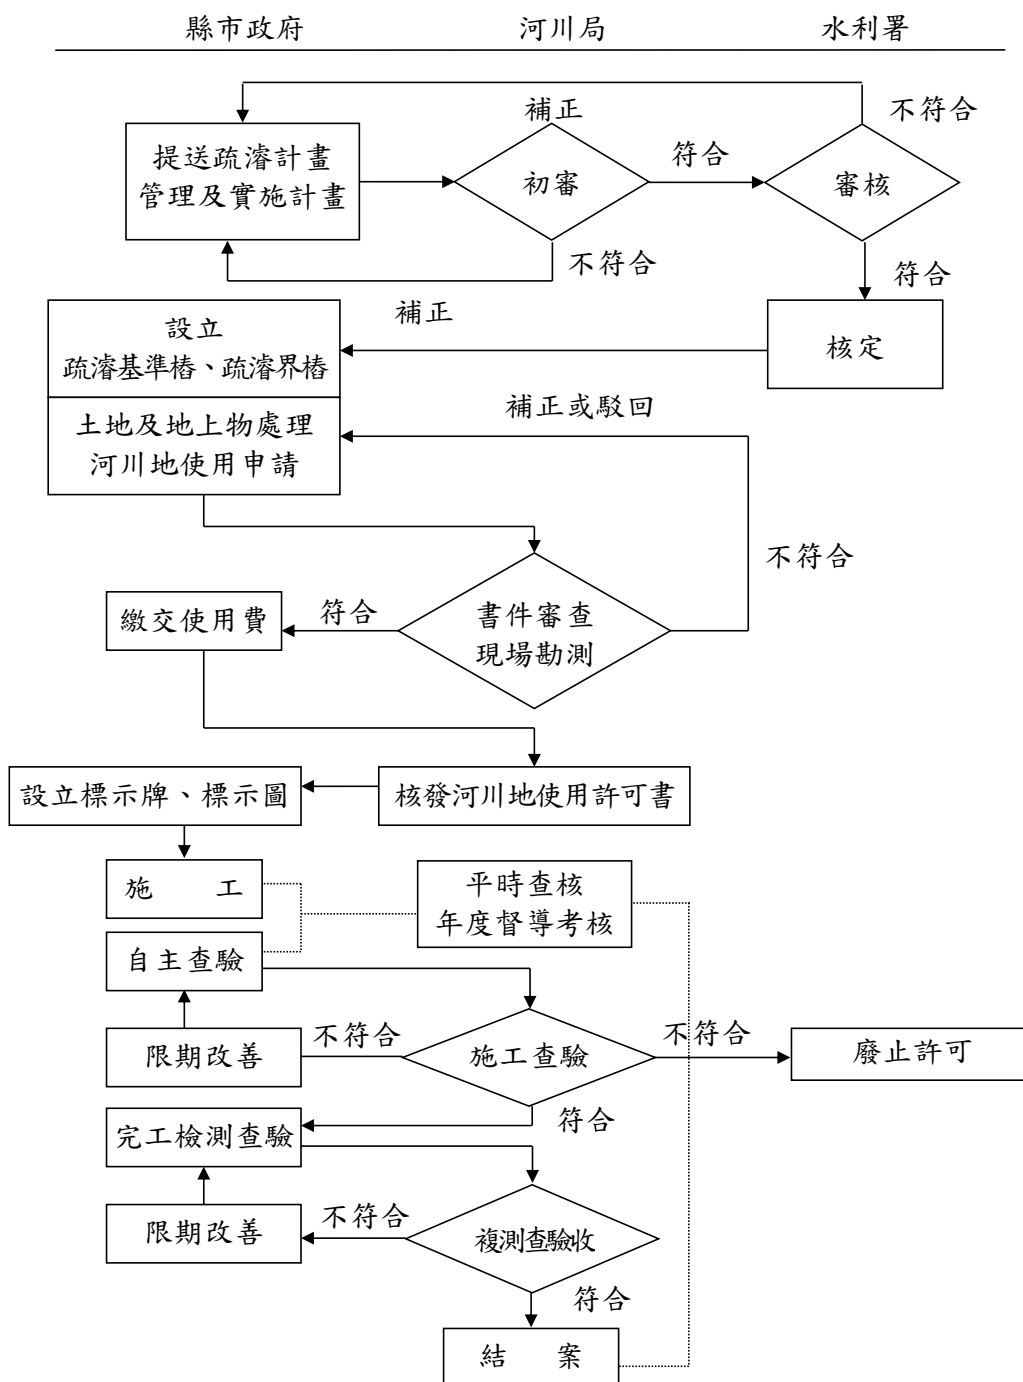 縣市政府
河川局
水利署
補正
不符合
提送疏濬計畫
管理及實施計畫
初審
符合
審核
不符合
符合
設立
疏濬基準樁、疏濬界樁
補正
核定
土地及地上物處理
河川地使用申請
補正或駁回
不符合
繳交使用費
符合
書件審查
現場勘測
設立標示牌、標示圖
核發河川地使用許可書
施 工
平時查核
年度督導考核
自主查驗
限期改善
不符合
施工查驗
不符合
廢止許可
符合
完工檢測查驗
限期改善
不符合
複測查驗收
符合
結 案